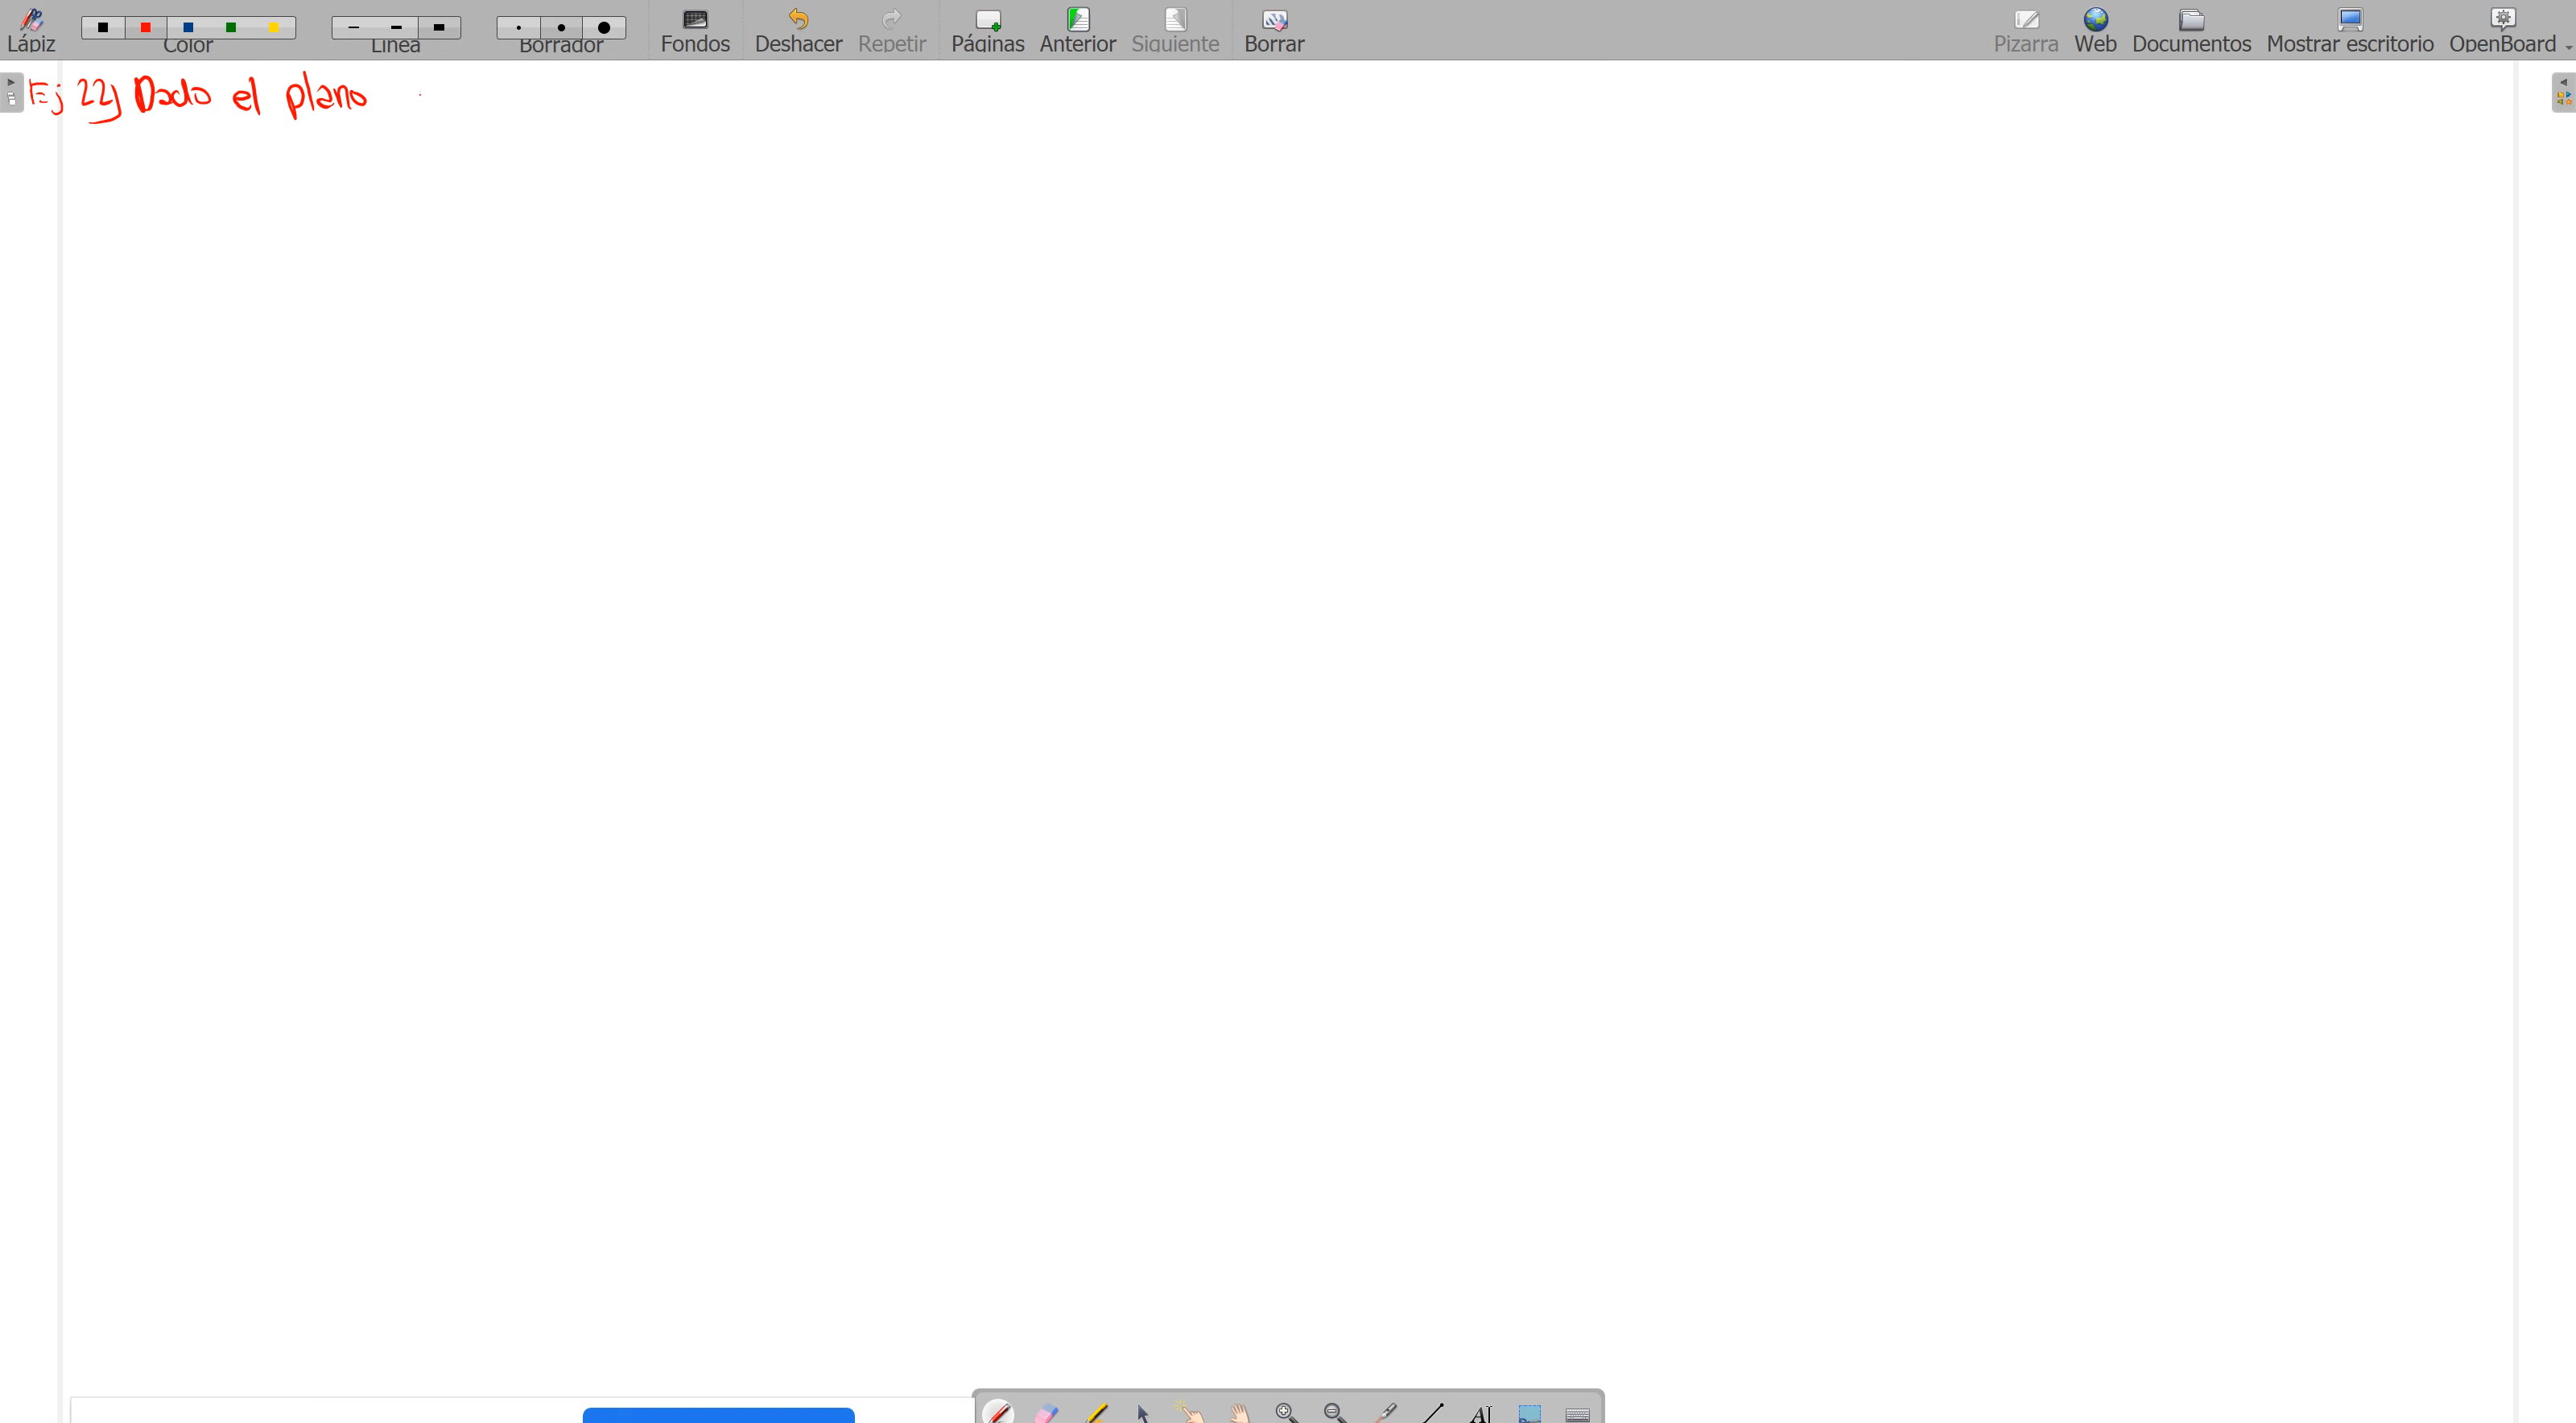 Lápiz Color Línea Borrador Fondos Deshacer Repetir Páginas Anterior Siguiente Borrar Pizarra Web Documentos Mostrar escritorio OpenBoard
Ej 22) Dado el plano